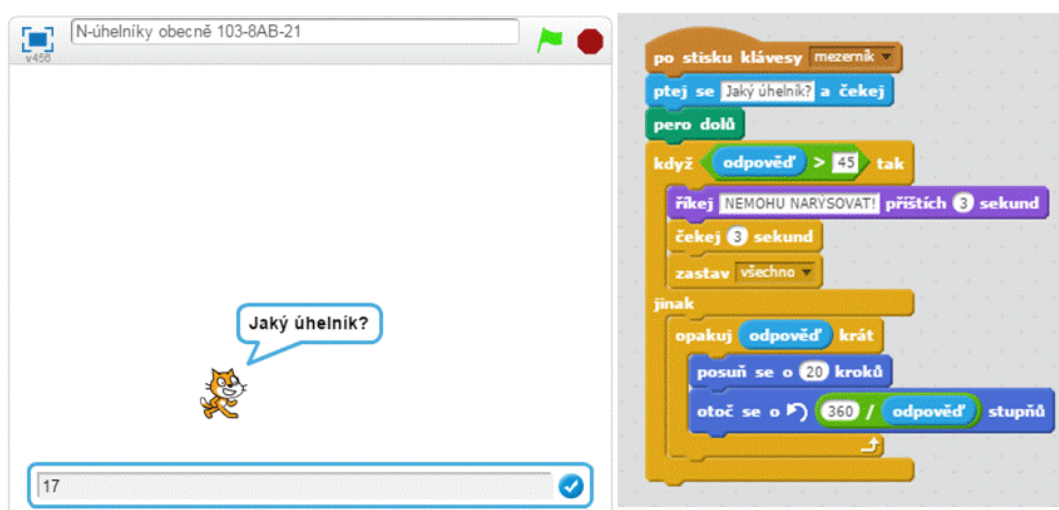 N-úhelníky obecně 103-8AB-21
v456
Jaký úhelník?
17
po stisku klávesy mezerník
ptej se Jaký úhelník? a čekej
pero dolů
když odpověď > 45 tak
říkej NEMOHU NARÝSOVAT! příštích 3 sekund
čekej 3 sekund
zastav všechno
jinak
opakuj odpověď krát
posuň se o 20 kroků
otoč se o 360 / odpověď stupňů